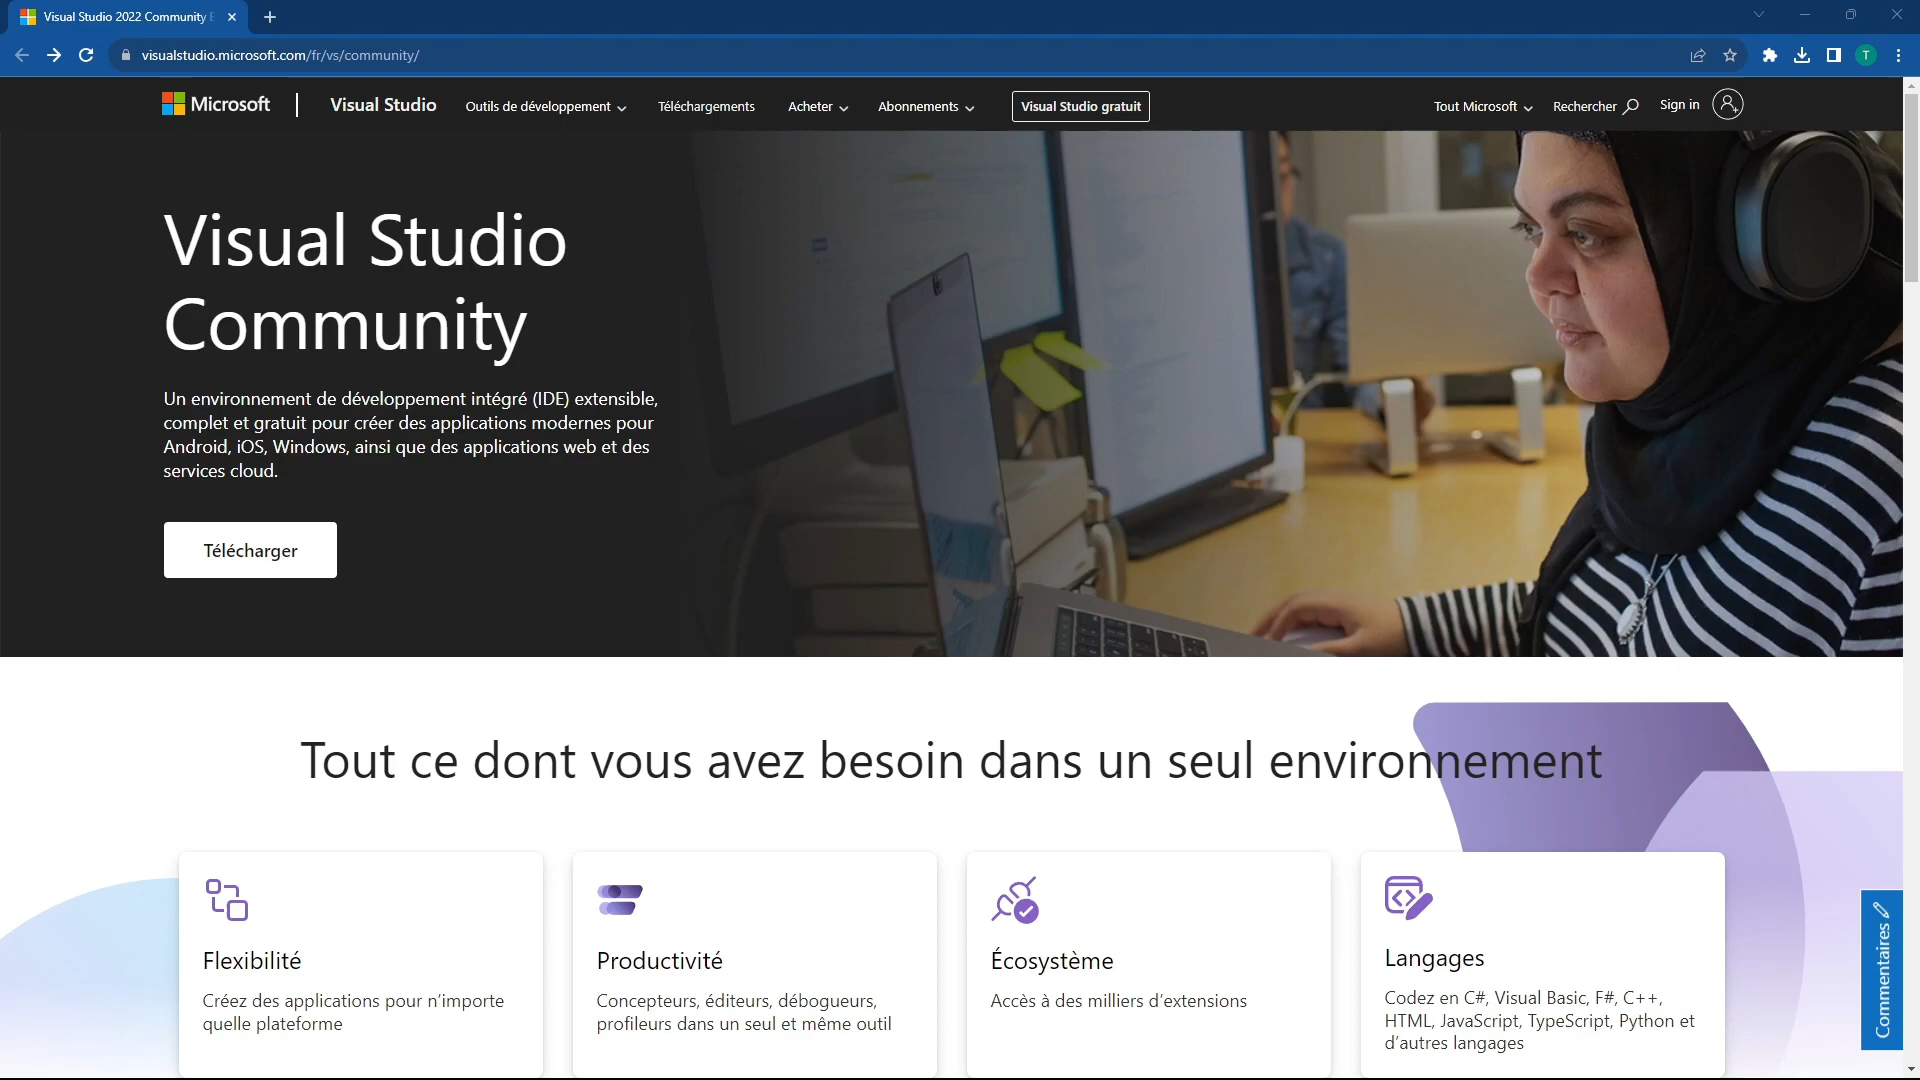 Visual Studio 2022 Community
visualstudio.microsoft.com/fr/vs/community/
T
Microsoft
Visual Studio
Outils de développement
Téléchargements
Acheter
Abonnements
Visual Studio gratuit
Tout Microsoft
Rechercher
Sign in
Visual Studio
Community
Un environnement de développement intégré (IDE) extensible,
complet et gratuit pour créer des applications modernes pour
Android, iOS, Windows, ainsi que des applications web et des
services cloud.
Télécharger
Tout ce dont vous avez besoin dans un seul environnement
Flexibilité
Créez des applications pour n’importe
quelle plateforme
Productivité
Concepteurs, éditeurs, débogueurs,
profileurs dans un seul et même outil
Écosystème
Accès à des milliers d’extensions
Langages
Codez en C#, Visual Basic, F#, C++,
HTML, JavaScript, TypeScript, Python et
d’autres langages
Commentaires